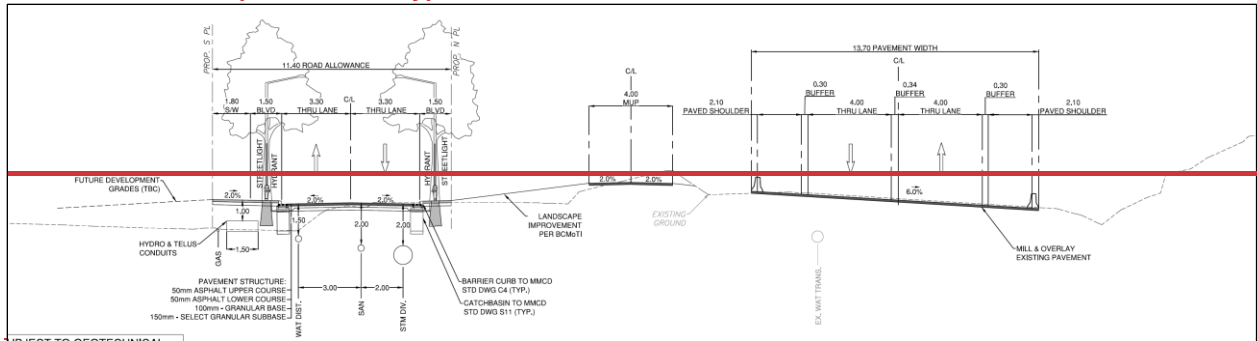 PROP. S PL
PROP. N PL
11.40 ROAD ALLOWANCE
C/L
1.80
S/W
1.50
BLVD.
3.30
THRU LANE
3.30
THRU LANE
1.50
BLVD.
STREETLIGHT
HYDRANT
HYDRANT
STREETLIGHT
FUTURE DEVELOPMENT
GRADES (TBC)
2.0%
2.0%
2.0%
1.00
1.50
2.00
2.00
HYDRO & TELUS
CONDUITS
1.50
GAS
PAVEMENT STRUCTURE:
50mm ASPHALT UPPER COURSE
50mm ASPHALT LOWER COURSE
100mm - GRANULAR BASE
150mm - SELECT GRANULAR SUBBASE
3.00
2.00
WAT DIST.
SAN
STM DIV.
BARRIER CURB TO MMCD
STD DWG C4 (TYP.)
CATCHBASIN TO MMCD
STD DWG S11 (TYP.)
LANDSCAPE
IMPROVEMENT
PER BCMoTI
C/L
4.00
MUP
2.0%
2.0%
EXISTING
GROUND
13.70 PAVEMENT WIDTH
C/L
2.10
PAVED SHOULDER
0.30
BUFFER
4.00
THRU LANE
0.34
BUFFER
4.00
THRU LANE
0.30
BUFFER
2.10
PAVED SHOULDER
6.0%
MILL & OVERLAY
EXISTING PAVEMENT
EX. WAT TRANS.